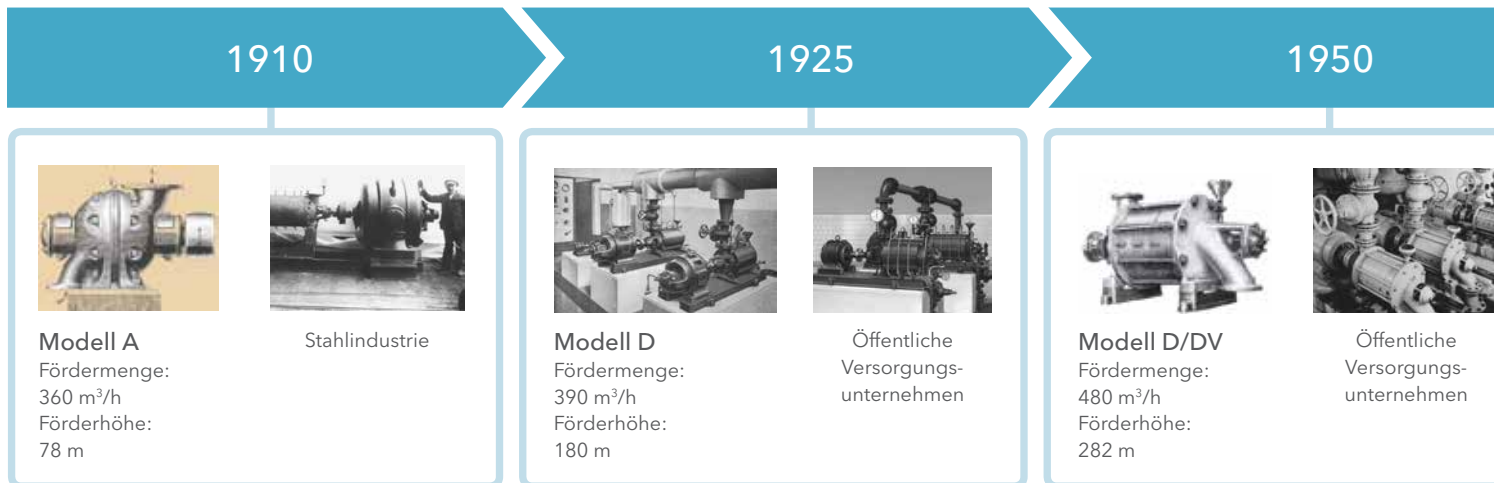 1910
1925
1950
Modell A
Fördermenge:
360 m³/h
Förderhöhe:
78 m
Stahlindustrie
Modell D
Fördermenge:
390 m³/h
Förderhöhe:
180 m
Öffentliche
Versorgungs-
unternehmen
Modell D/DV
Fördermenge:
480 m³/h
Förderhöhe:
282 m
Öffentliche
Versorgungs-
unternehmen